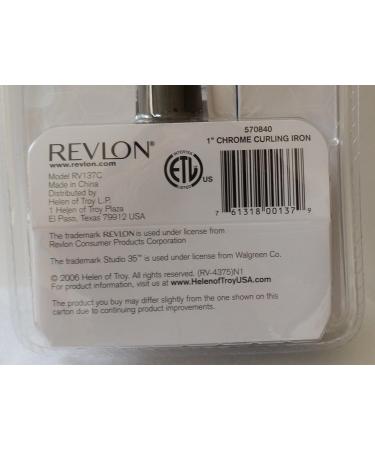 570840
1" CHROME CURLING IRON
REVLON®
www.revlon.com
Model RV137C
Made in China
Distributed by
Helen of Troy L.P.
1 Helen of Troy Plaza
El Paso, Texas 79912 USA
INTERTEK
ETL
LISTED
US
7 61318 00137 9
The trademark REVLON is used under license from
Revlon Consumer Products Corporation
The trademark Studio 35™ is used under license from Walgreen Co.
© 2006 Helen of Troy. All rights reserved. (RV-4375)N1
For product information, visit us at www.HelenofTroyUSA.com
The product you buy may differ slightly from the one shown on this
carton due to continuing product improvements.